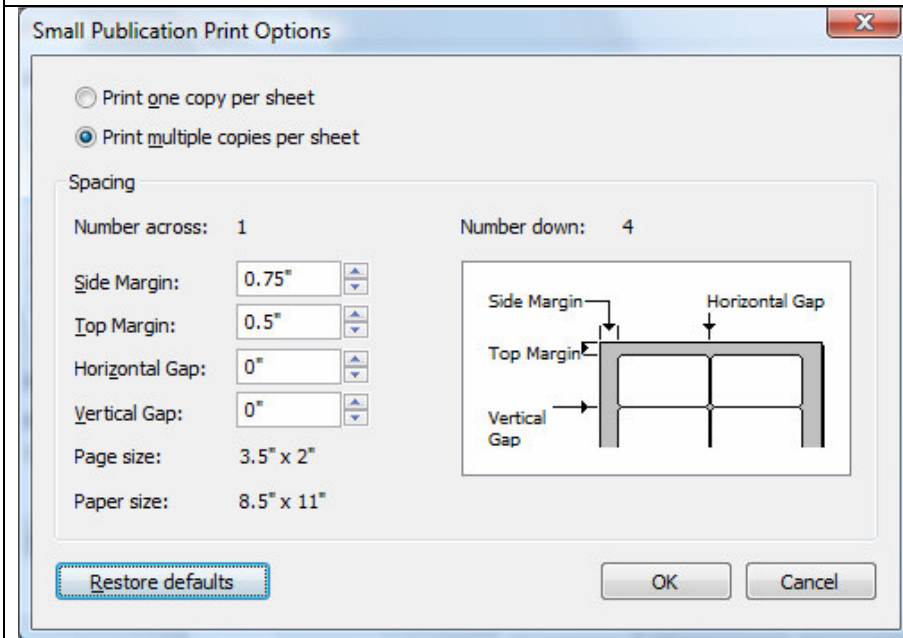 Small Publication Print Options
Print one copy per sheet
Print multiple copies per sheet
Spacing
Number across: 1
Number down: 4
Side Margin: 0.75"
Top Margin: 0.5"
Horizontal Gap: 0"
Vertical Gap: 0"
Page size: 3.5" x 2"
Paper size: 8.5" x 11"
Side Margin
Horizontal Gap
Top Margin
Vertical
Gap
Restore defaults
OK
Cancel